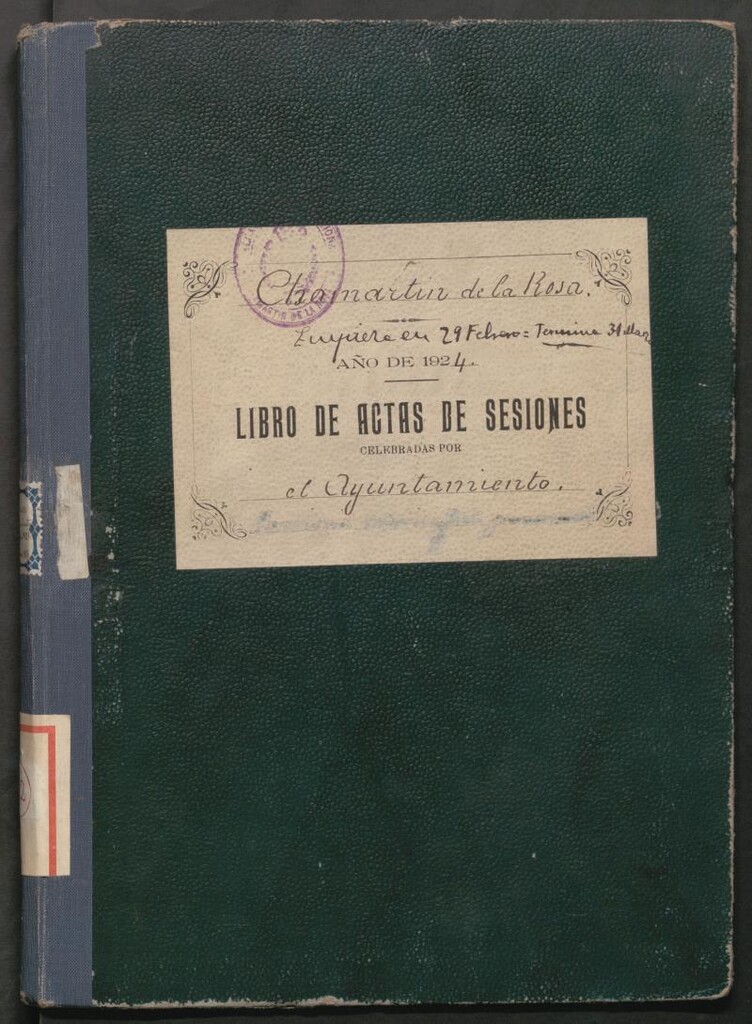 Chamartin de la Rosa.
Empieza en 29 Febrero = Termina 31
AÑO DE 1924.
LIBRO DE ACTAS DE SESIONES
CELEBRADAS POR
el Ayuntamiento.